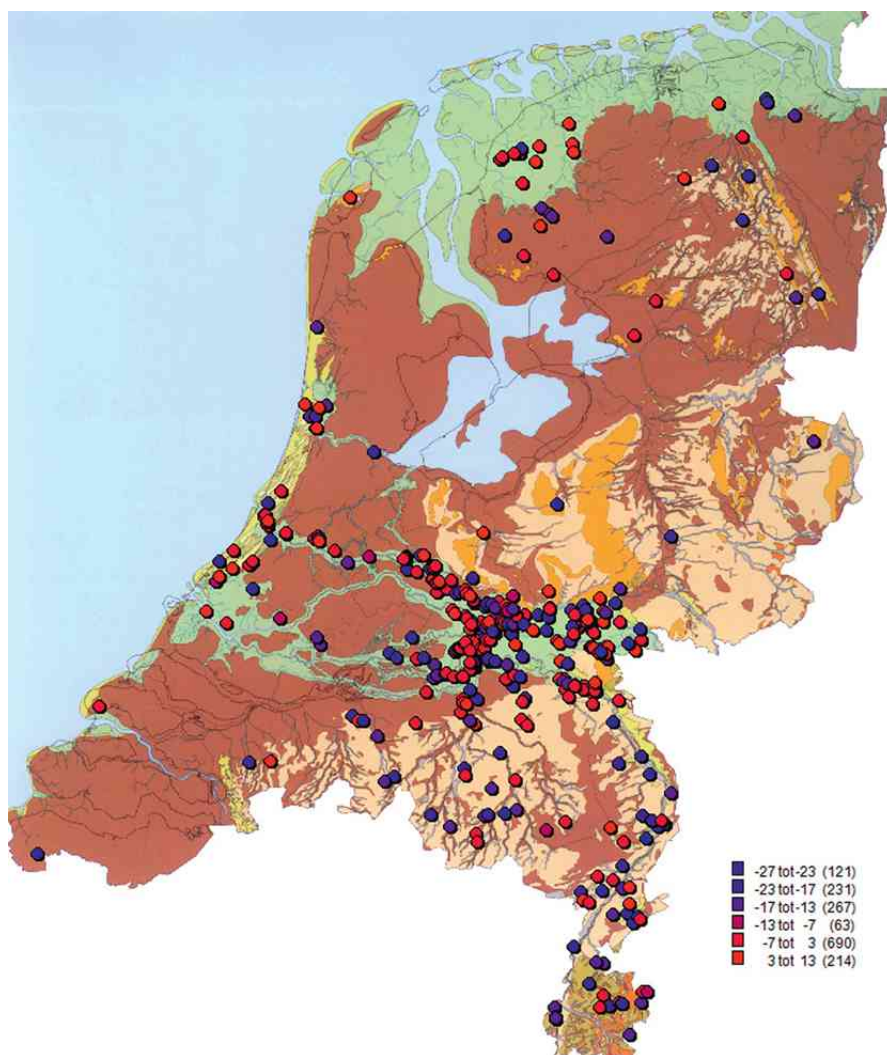 -27 tot -23 (121)
-23 tot -17 (231)
-17 tot -13 (267)
-13 tot -7 (63)
-7 tot 3 (690)
3 tot 13 (214)